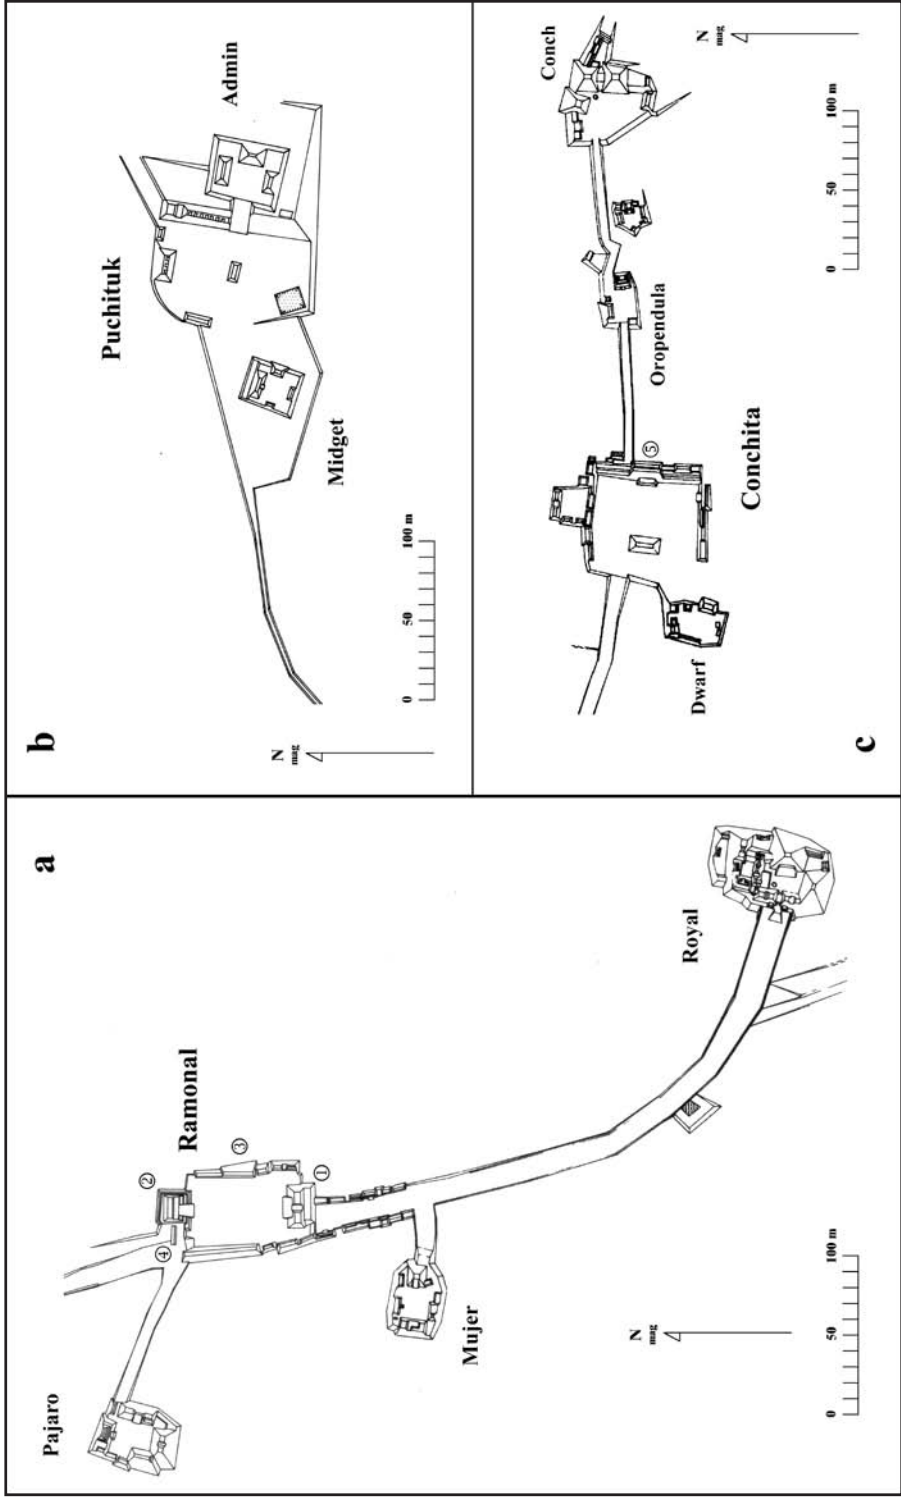 a
Pajaro
Ramonal
②
③
④
①
Mujer
Royal
N
mag
0 50 100 m
b
Puchituk
Admin
Midget
N
mag
0 50 100 m
c
Conch
Oropendula
⑤
Conchita
Dwarf
N
mag
0 50 100 m